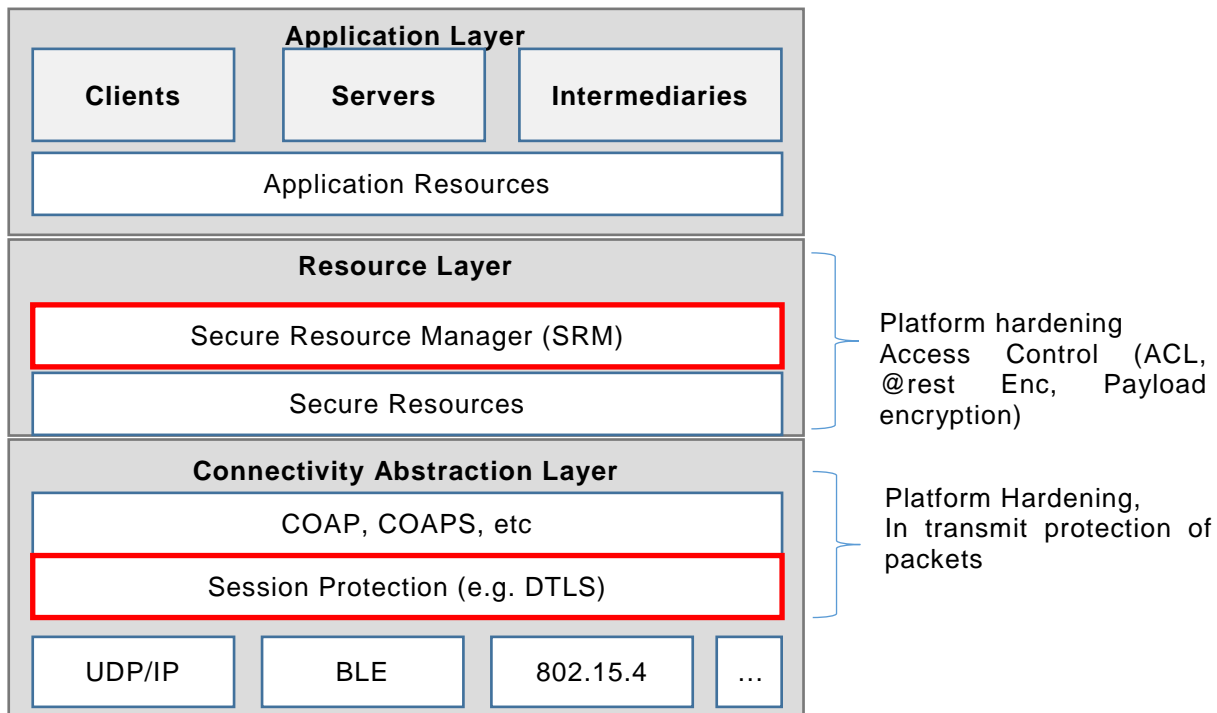 Application Layer
Clients
Servers
Intermediaries
Application Resources
Resource Layer
Secure Resource Manager (SRM)
Secure Resources
Platform hardening
Access Control (ACL,
@rest Enc, Payload
encryption)
Connectivity Abstraction Layer
COAP, COAPS, etc
Session Protection (e.g. DTLS)
Platform Hardening,
In transmit protection of
packets
UDP/IP
BLE
802.15.4
…